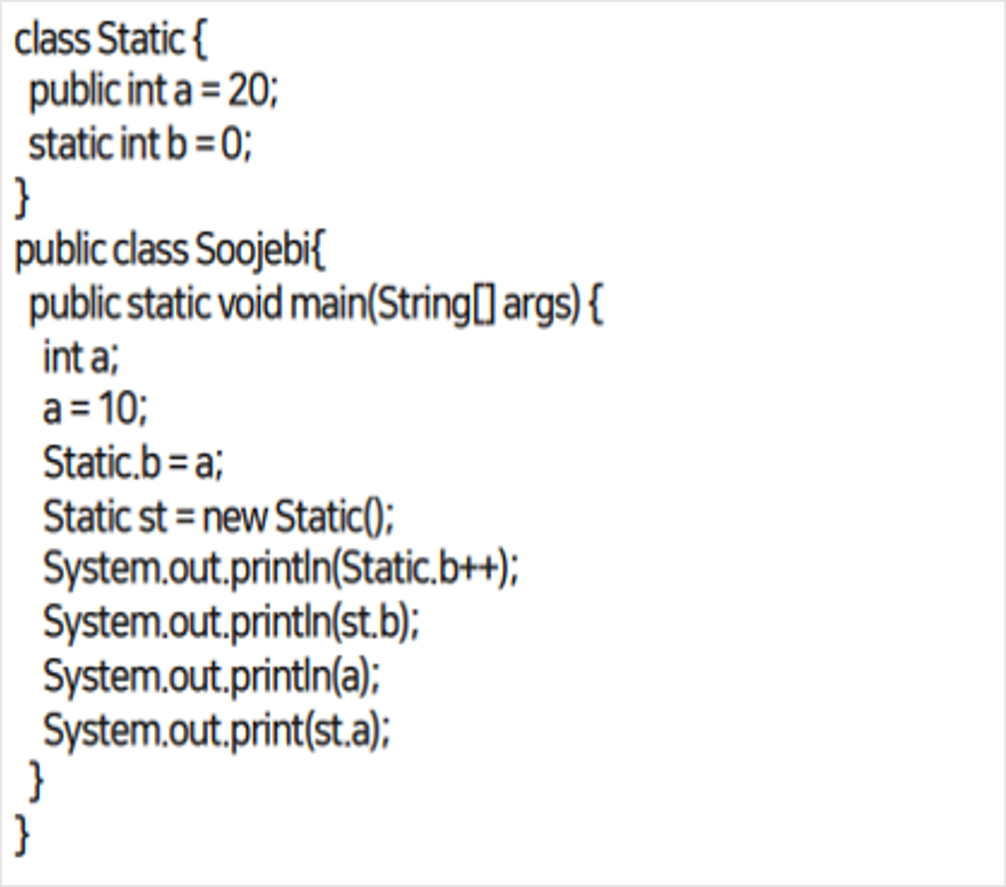 class Static {
public int a = 20;
static int b = 0;
}
public class Soojebi{
public static void main(String[] args) {
int a;
a = 10;
Static.b = a;
Static st = new Static();
System.out.println(Static.b++);
System.out.println(st.b);
System.out.println(a);
System.out.print(st.a);
}
}